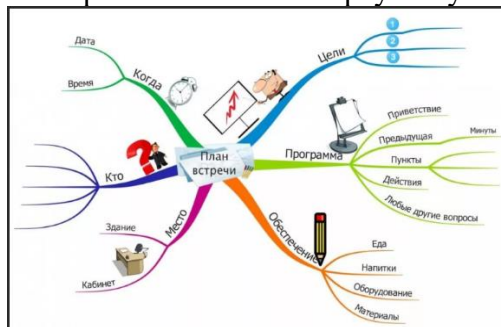 План
встречи
Когда
Дата
Время
Цели
1
2
3
Программа
Приветствие
Предыдущая
Минуты
Пункты
Действия
Любые другие вопросы
Обеспечение
Еда
Напитки
Оборудование
Материалы
Место
Здание
Кабинет
Кто